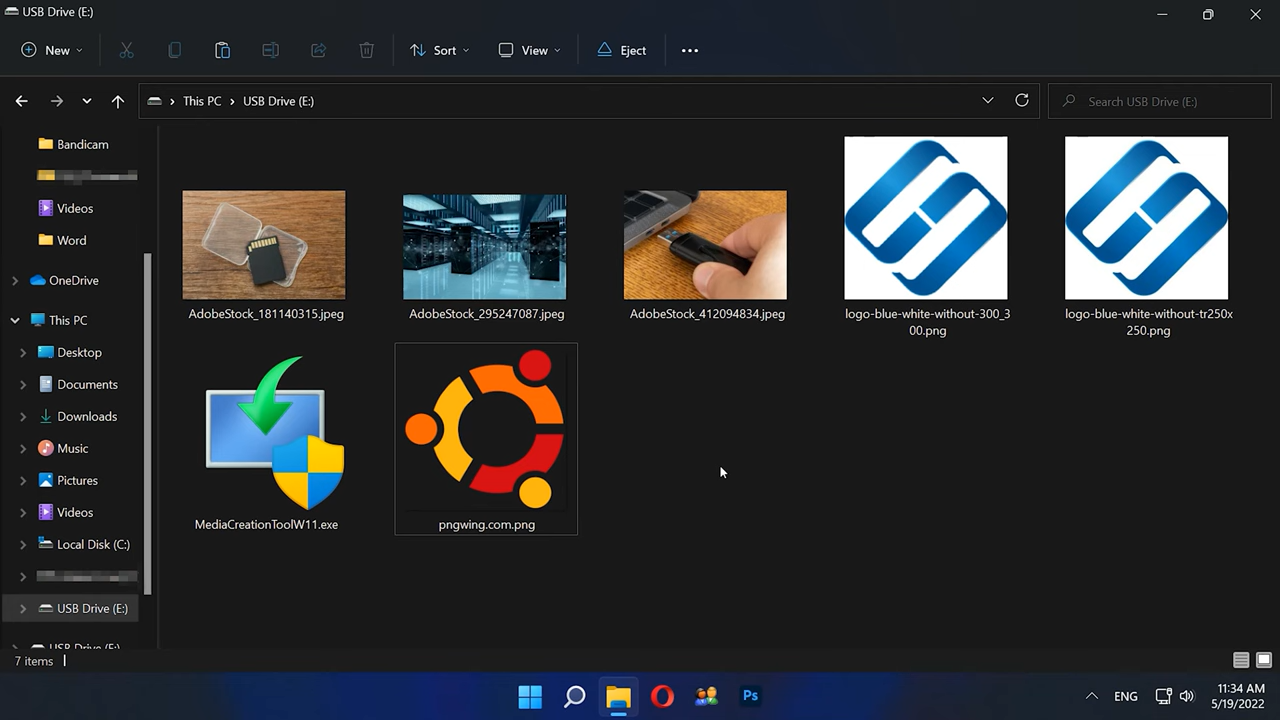 USB Drive (E:)
New
Sort
View
Eject
This PC
USB Drive (E:)
Search USB Drive (E:)
Bandicam
Videos
Word
OneDrive
This PC
Desktop
Documents
Downloads
Music
Pictures
Videos
Local Disk (C:)
USB Drive (E:)
USB Drive (E:)
AdobeStock_181140315.jpeg
AdobeStock_295247087.jpeg
AdobeStock_412094834.jpeg
logo-blue-white-without-300_3
00.png
logo-blue-white-without-tr250x
250.png
MediaCreationToolW11.exe
pngwing.com.png
7 items
Ps
ENG
11:34 AM
5/19/2022